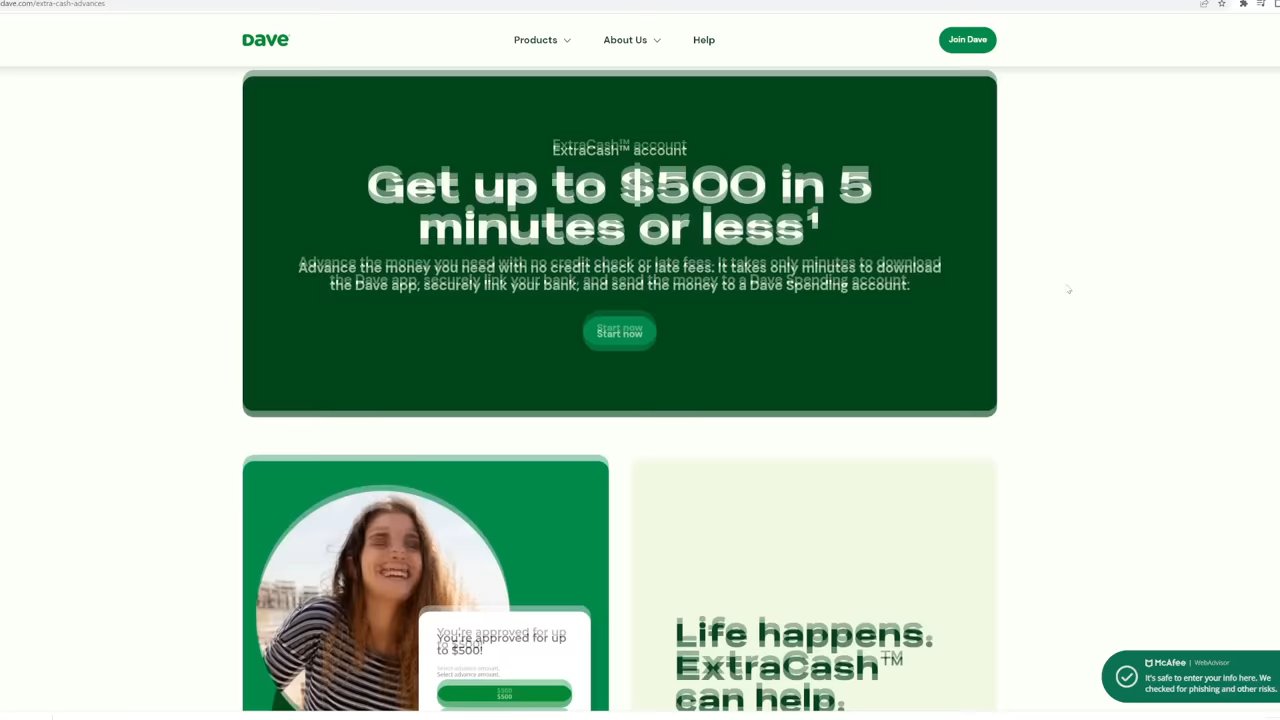 dave.com/extra-cash-advances
Dave
Products
About Us
Help
Join Dave
ExtraCash™ account
Get up to $500 in 5
minutes or less¹
Advance the money you need with no credit check or late fees. It takes only minutes to download
the Dave app, securely link your bank, and send the money to a Dave Spending account.
Start now
You're approved for up
to $500!
Select advance amount.
$500
Life happens.
ExtraCash™
can help.
McAfee | WebAdvisor
It's safe to enter your info here. We
checked for phishing and other risks.